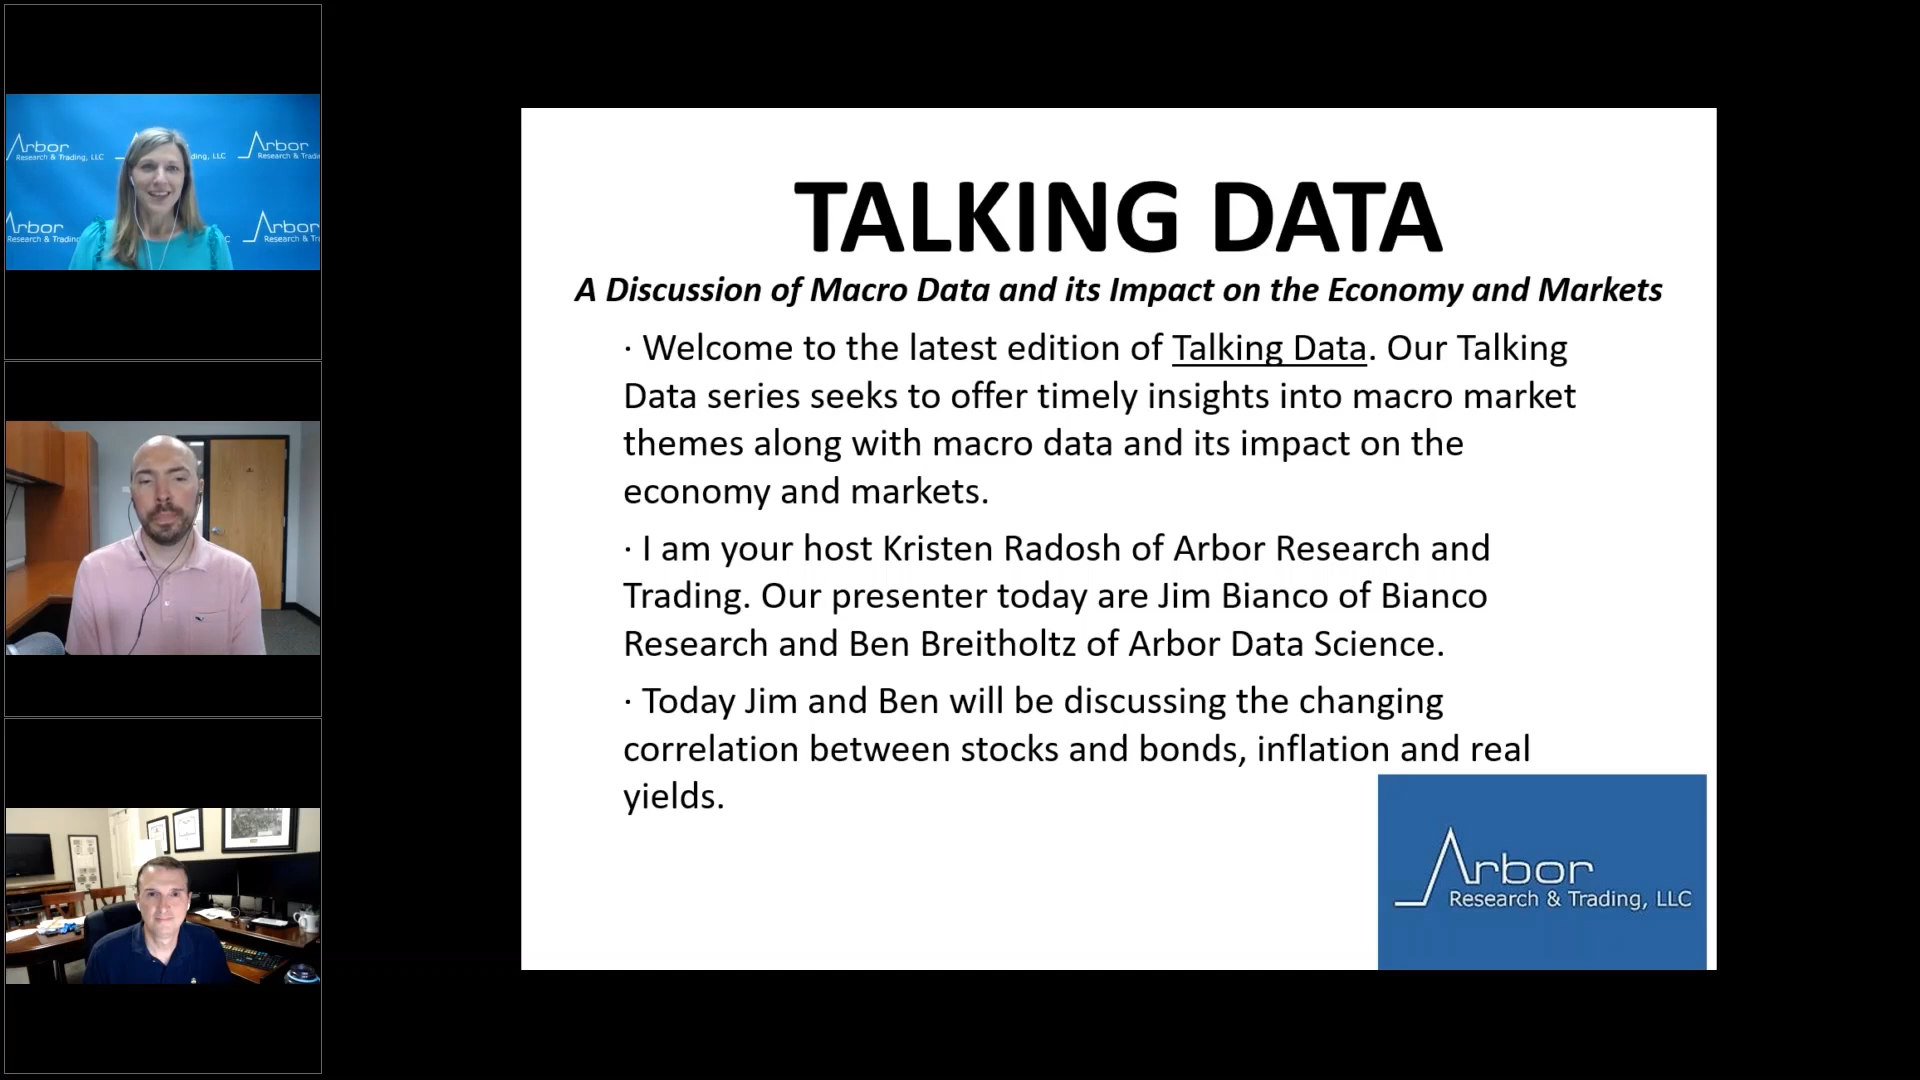 Arbor
Research & Trading, LLC
Arbor
TALKING DATA
A Discussion of Macro Data and its Impact on the Economy and Markets
· Welcome to the latest edition of Talking Data. Our Talking
Data series seeks to offer timely insights into macro market
themes along with macro data and its impact on the
economy and markets.
· I am your host Kristen Radosh of Arbor Research and
Trading. Our presenter today are Jim Bianco of Bianco
Research and Ben Breitholtz of Arbor Data Science.
· Today Jim and Ben will be discussing the changing
correlation between stocks and bonds, inflation and real
yields.
Arbor
Research & Trading, LLC